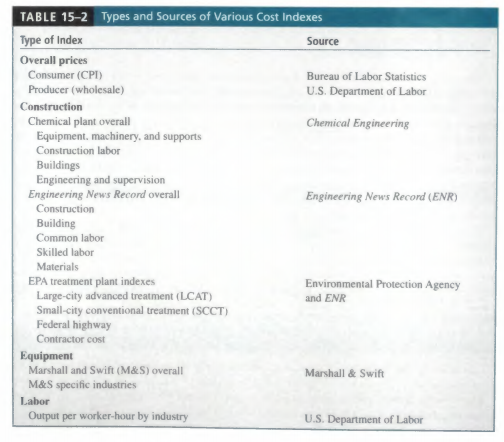 TABLE 15–2 Types and Sources of Various Cost Indexes
Type of Index Source
Overall prices
Consumer (CPI) Bureau of Labor Statistics
Producer (wholesale) U.S. Department of Labor
Construction
Chemical plant overall Chemical Engineering
Equipment, machinery, and supports
Construction labor
Buildings
Engineering and supervision
Engineering News Record overall Engineering News Record (ENR)
Construction
Building
Common labor
Skilled labor
Materials
EPA treatment plant indexes Environmental Protection Agency
Large-city advanced treatment (LCAT) and ENR
Small-city conventional treatment (SCCT)
Federal highway
Contractor cost
Equipment
Marshall and Swift (M&S) overall Marshall & Swift
M&S specific industries
Labor
Output per worker-hour by industry U.S. Department of Labor